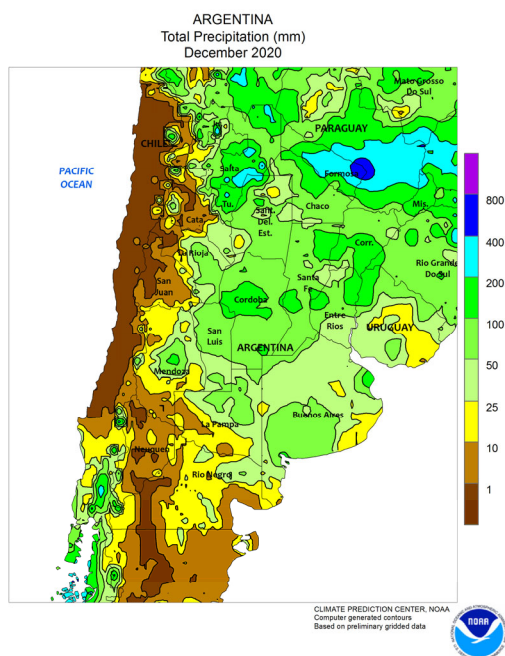 ARGENTINA
Total Precipitation (mm)
December 2020
Mato Grosso
Do Sul
PARAGUAY
CHILE
PACIFIC
OCEAN
Salta
Formosa
Tu.
Sant.
Del.
Est.
Chaco
Mis.
Cata.
Corr.
La Rioja
Rio Grande
Do Sul
San
Juan
Santa
Fe
Cordoba
Entre
Rios
URUGUAY
San
Luis
ARGENTINA
Mendoza
Buenos Aires
La Pampa
Neuquen
Rio Negro
800
400
200
100
50
25
10
1
CLIMATE PREDICTION CENTER, NOAA
Computer generated contours
Based on preliminary gridded data
NOAA